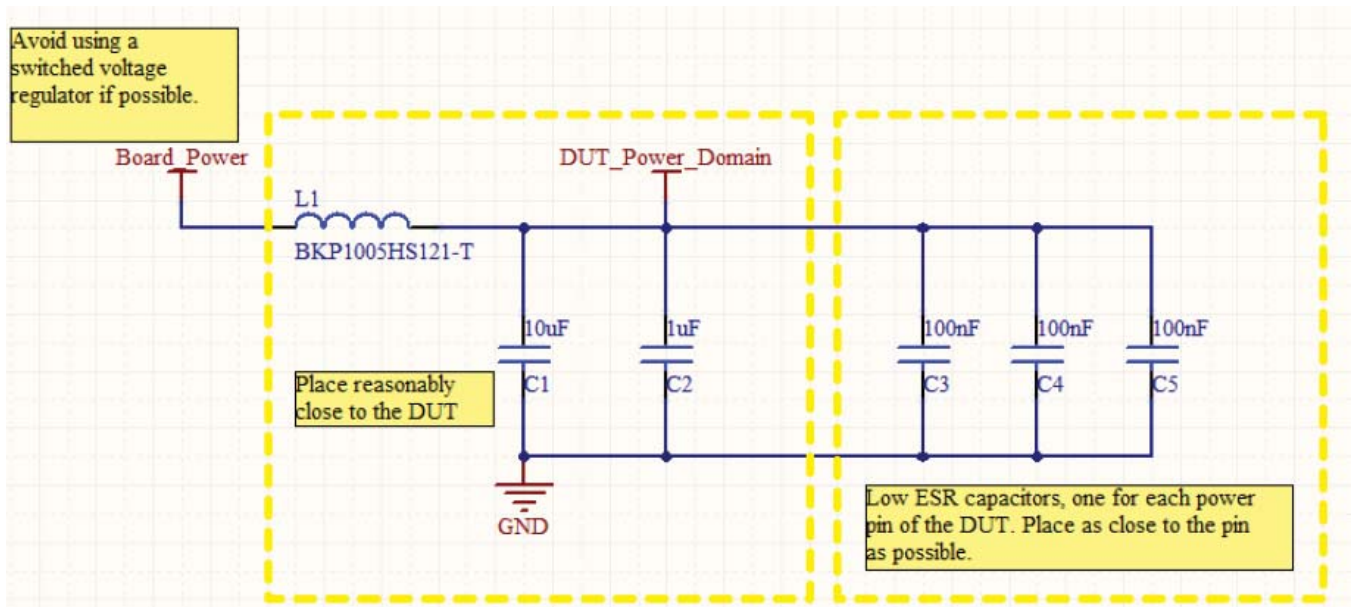 Avoid using a
switched voltage
regulator if possible.
Board_Power
DUT_Power_Domain
L1
BKP1005HS121-T
10uF
1uF
100nF
100nF
100nF
C1
C2
C3
C4
C5
Place reasonably
close to the DUT
GND
Low ESR capacitors, one for each power
pin of the DUT. Place as close to the pin
as possible.